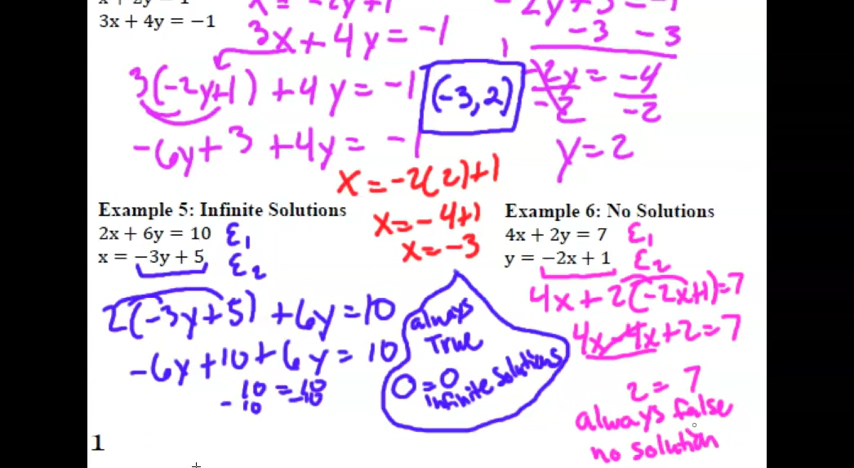 3x + 4y = −1
3x + 4y = -1
3(-2y+1) + 4y = -1
-6y + 3 + 4y = -1
(-3, 2)
-3 -3
-2y = -4
-2 -2
y = 2
x = -2(2)+1
x = -4+1
x = -3
Example 5: Infinite Solutions
2x + 6y = 10 E1
x = −3y + 5 E2
2(-3y+5) + 6y = 10
-6y + 10 + 6y = 10
10 = 10
-10 -10
always
True
0 = 0
infinite solutions
Example 6: No Solutions
4x + 2y = 7 E1
y = −2x + 1 E2
4x + 2(-2x+1) = 7
4x - 4x + 2 = 7
2 = 7
always false
no solution
1